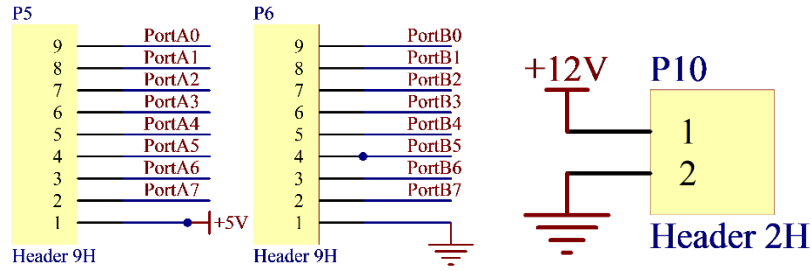 P5
9 PortA0
8 PortA1
7 PortA2
6 PortA3
5 PortA4
4 PortA5
3 PortA6
2 PortA7
1 +5V
Header 9H
P6
9 PortB0
8 PortB1
7 PortB2
6 PortB3
5 PortB4
4 PortB5
3 PortB6
2 PortB7
1
Header 9H
+12V P10
1
2
Header 2H